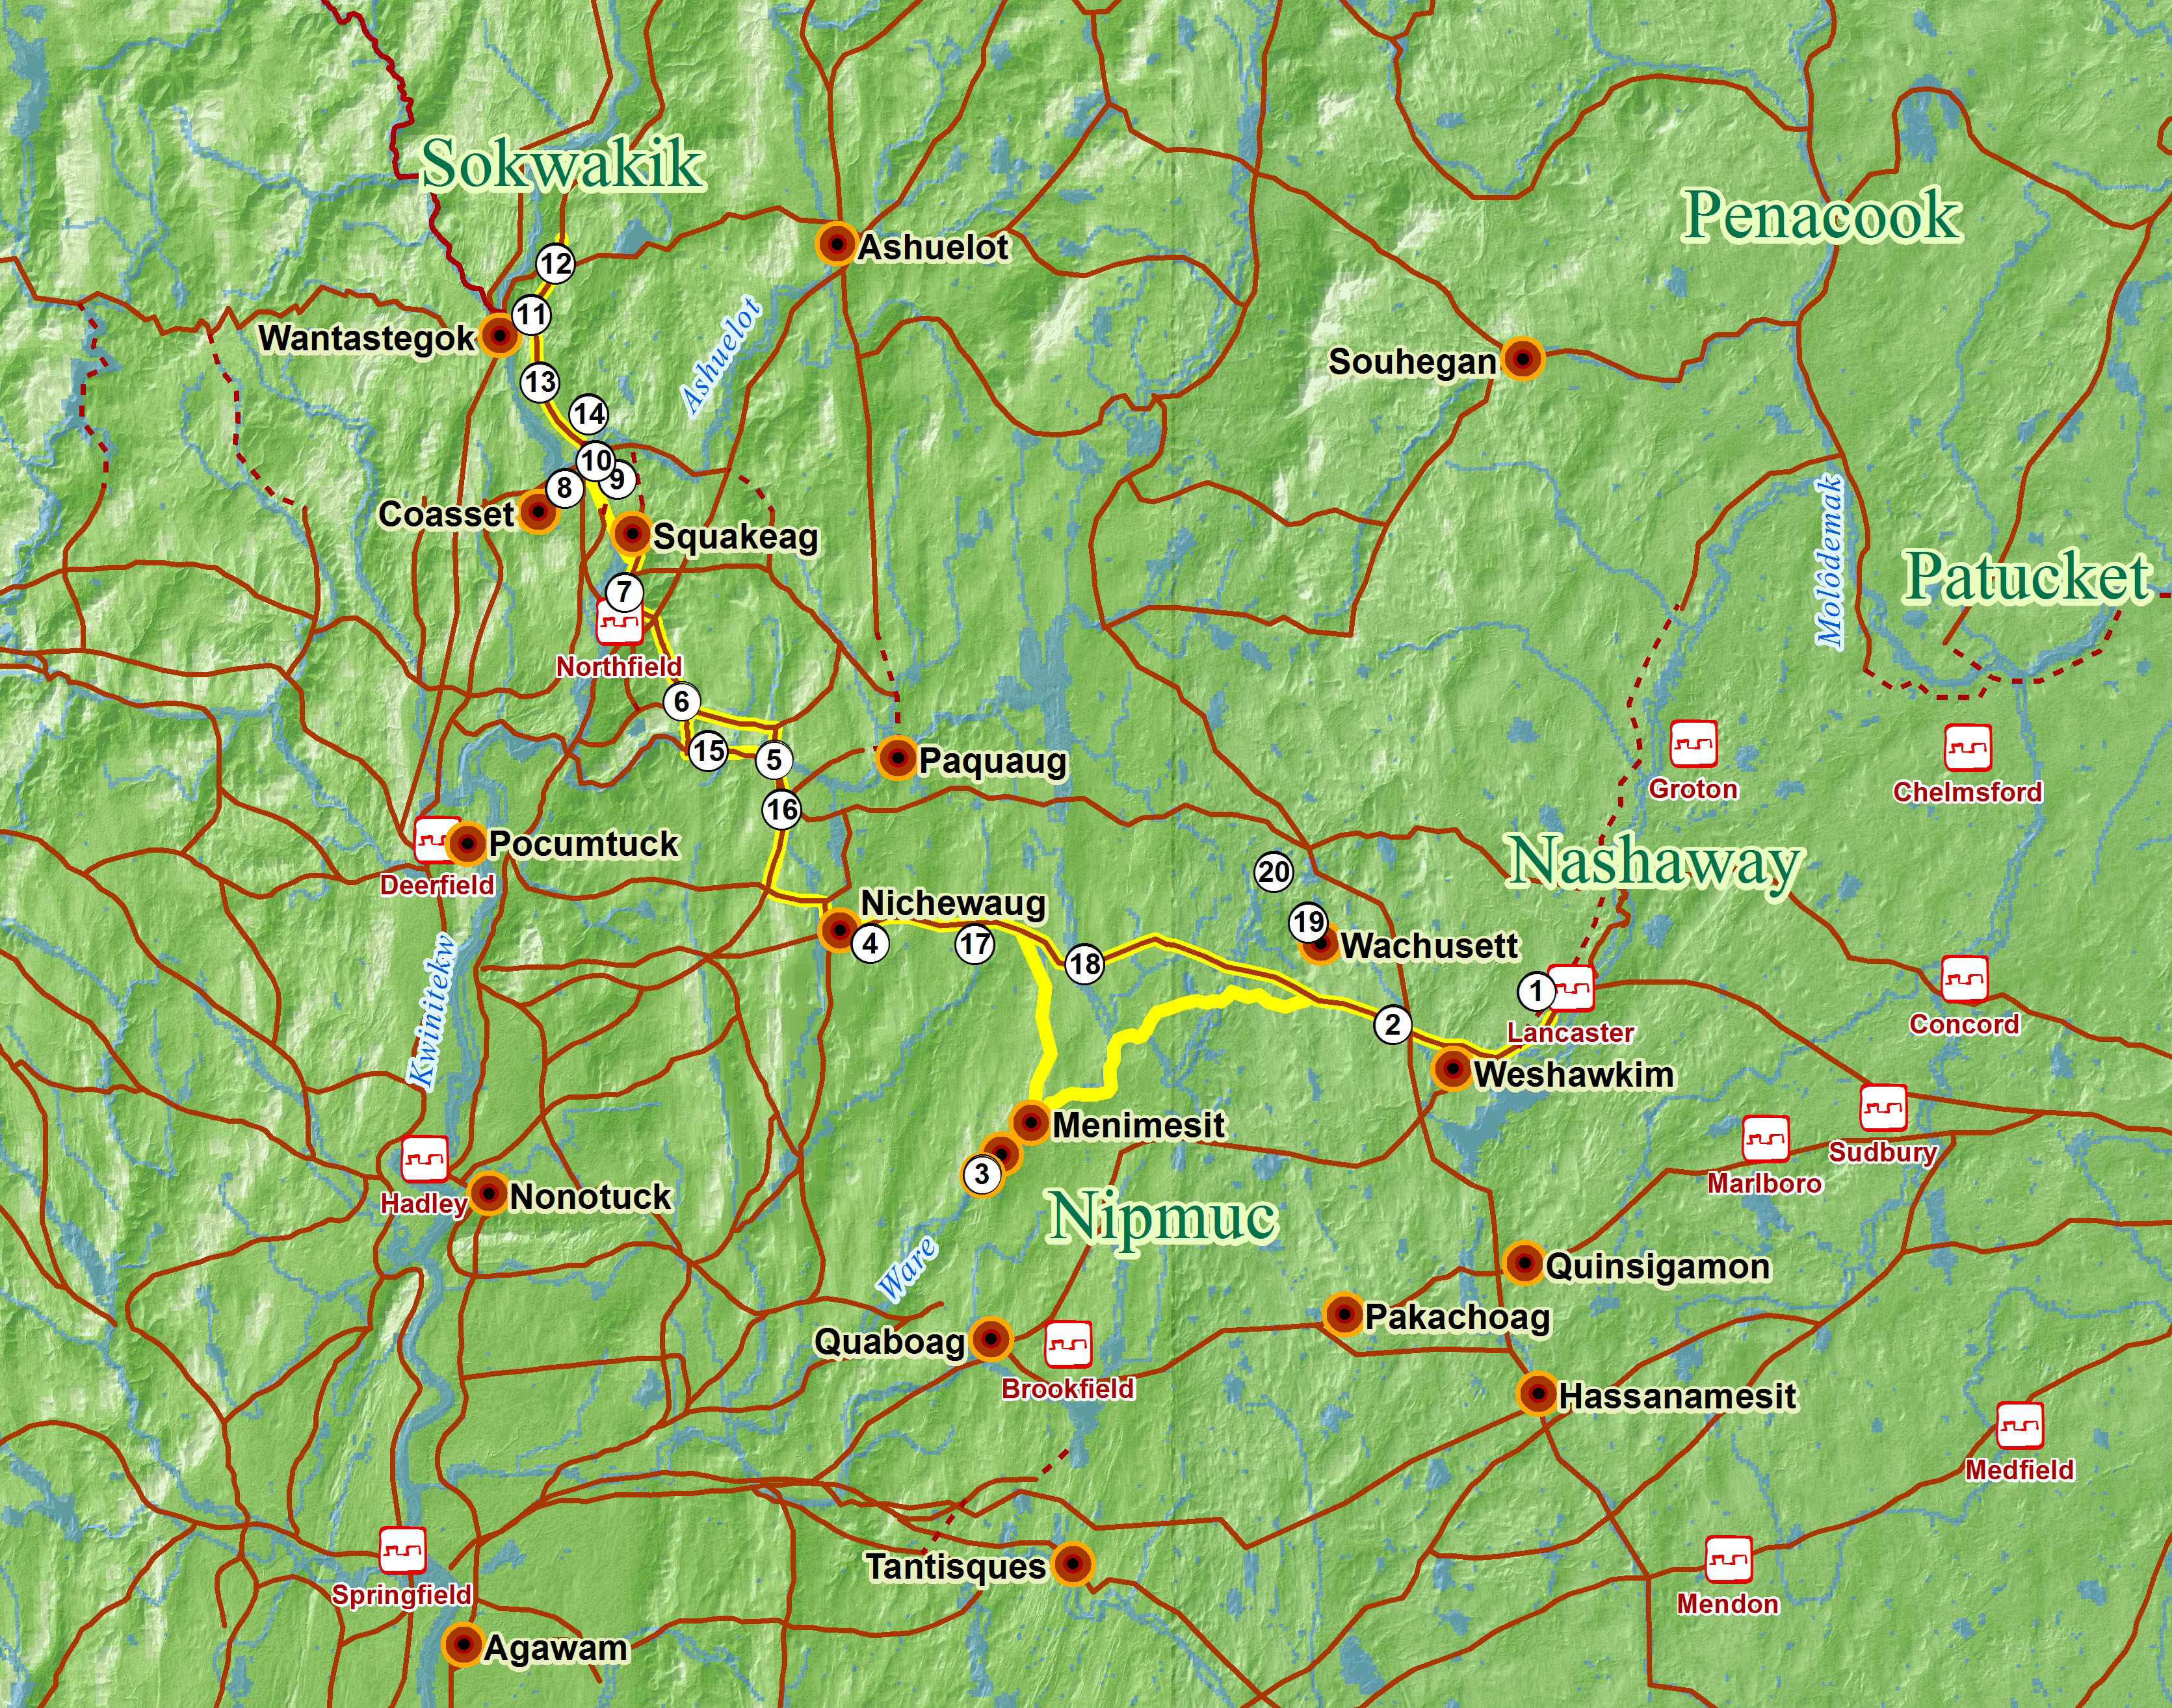 Sokwakik
Penacook
12
Ashuelot
11
Wantastegok
Ashuelot
Souhegan
13
14
10
9
8
Coasset
Squakeag
Molôdemak
Patucket
7
Northfield
6
15
5
Paquaug
Groton
Chelmsford
16
Pocumtuck
Deerfield
Nashaway
20
Nichewaug
19
4
17
Wachusett
18
1
Lancaster
Concord
Kwinitekw
2
Weshawkim
Menimesit
3
Sudbury
Marlboro
Hadley
Nonotuck
Nipmuc
Ware
Quinsigamon
Pakachoag
Quaboag
Brookfield
Hassanamesit
Medfield
Tantisques
Springfield
Mendon
Agawam